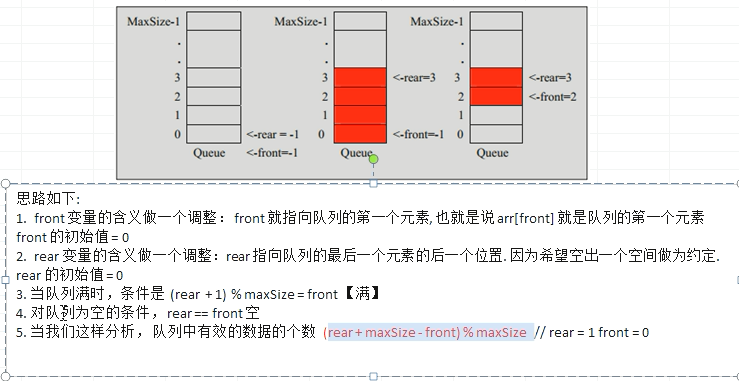 MaxSize-1 MaxSize-1 MaxSize-1
. . .
. . .
3 3 <-rear=3 3 <-rear=3
2 2 2 <-front=2
1 1 1
0 <-rear = -1 0 <-front=-1 0
Queue <-front=-1 Queue Queue
思路如下:
1. front 变量的含义做一个调整： front 就指向队列的第一个元素, 也就是说 arr[front] 就是队列的第一个元素
front 的初始值 = 0
2. rear 变量的含义做一个调整：rear 指向队列的最后一个元素的后一个位置. 因为希望空出一个空间做为约定.
rear 的初始值 = 0
3. 当队列满时，条件是 (rear + 1) % maxSize = front 【满】
4. 对队列为空的条件， rear == front 空
5. 当我们这样分析， 队列中有效的数据的个数 (rear + maxSize - front) % maxSize // rear = 1 front = 0